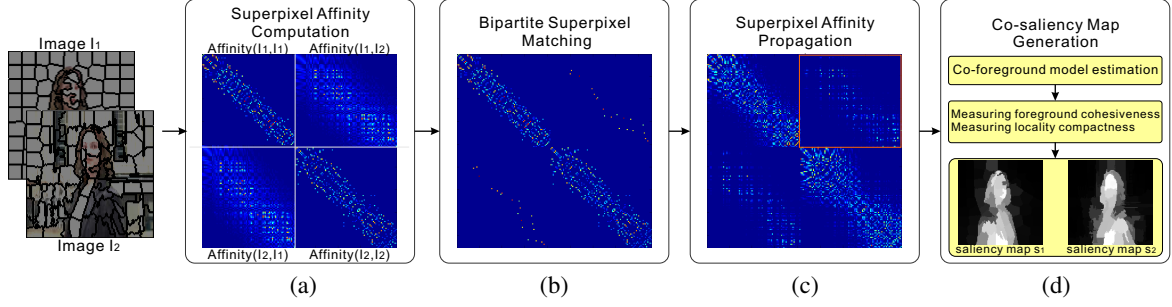 Image I1
Image I2
Superpixel Affinity
Computation
Affinity(I1,I1) Affinity(I1,I2)
Affinity(I2,I1) Affinity(I2,I2)
(a)
Bipartite Superpixel
Matching
(b)
Superpixel Affinity
Propagation
(c)
Co-saliency Map
Generation
Co-foreground model estimation
Measuring foreground cohesiveness
Measuring locality compactness
saliency map s1 saliency map s2
(d)